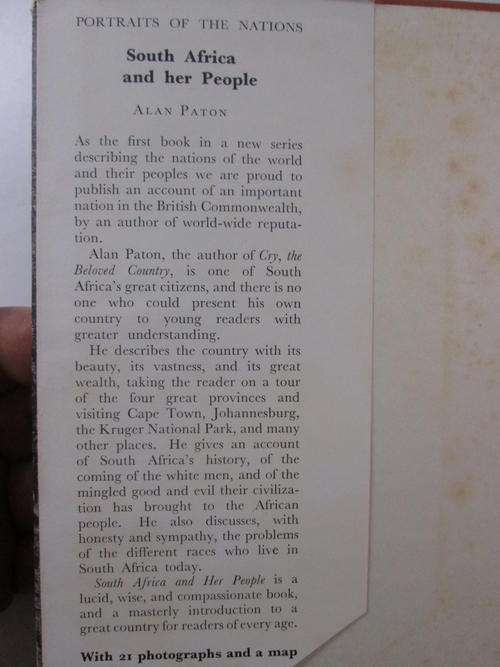 PORTRAITS OF THE NATIONS
South Africa
and her People
ALAN PATON
As the first book in a new series
describing the nations of the world
and their peoples we are proud to
publish an account of an important
nation in the British Commonwealth,
by an author of world-wide reputa-
tion.
Alan Paton, the author of Cry, the
Beloved Country, is one of South
Africa's great citizens, and there is no
one who could present his own
country to young readers with
greater understanding.
He describes the country with its
beauty, its vastness, and its great
wealth, taking the reader on a tour
of the four great provinces and
visiting Cape Town, Johannesburg,
the Kruger National Park, and many
other places. He gives an account
of South Africa's history, of the
coming of the white men, and of the
mingled good and evil their civiliza-
tion has brought to the African
people. He also discusses, with
honesty and sympathy, the problems
of the different races who live in
South Africa today.
South Africa and Her People is a
lucid, wise, and compassionate book,
and a masterly introduction to a
great country for readers of every age.
With 21 photographs and a map